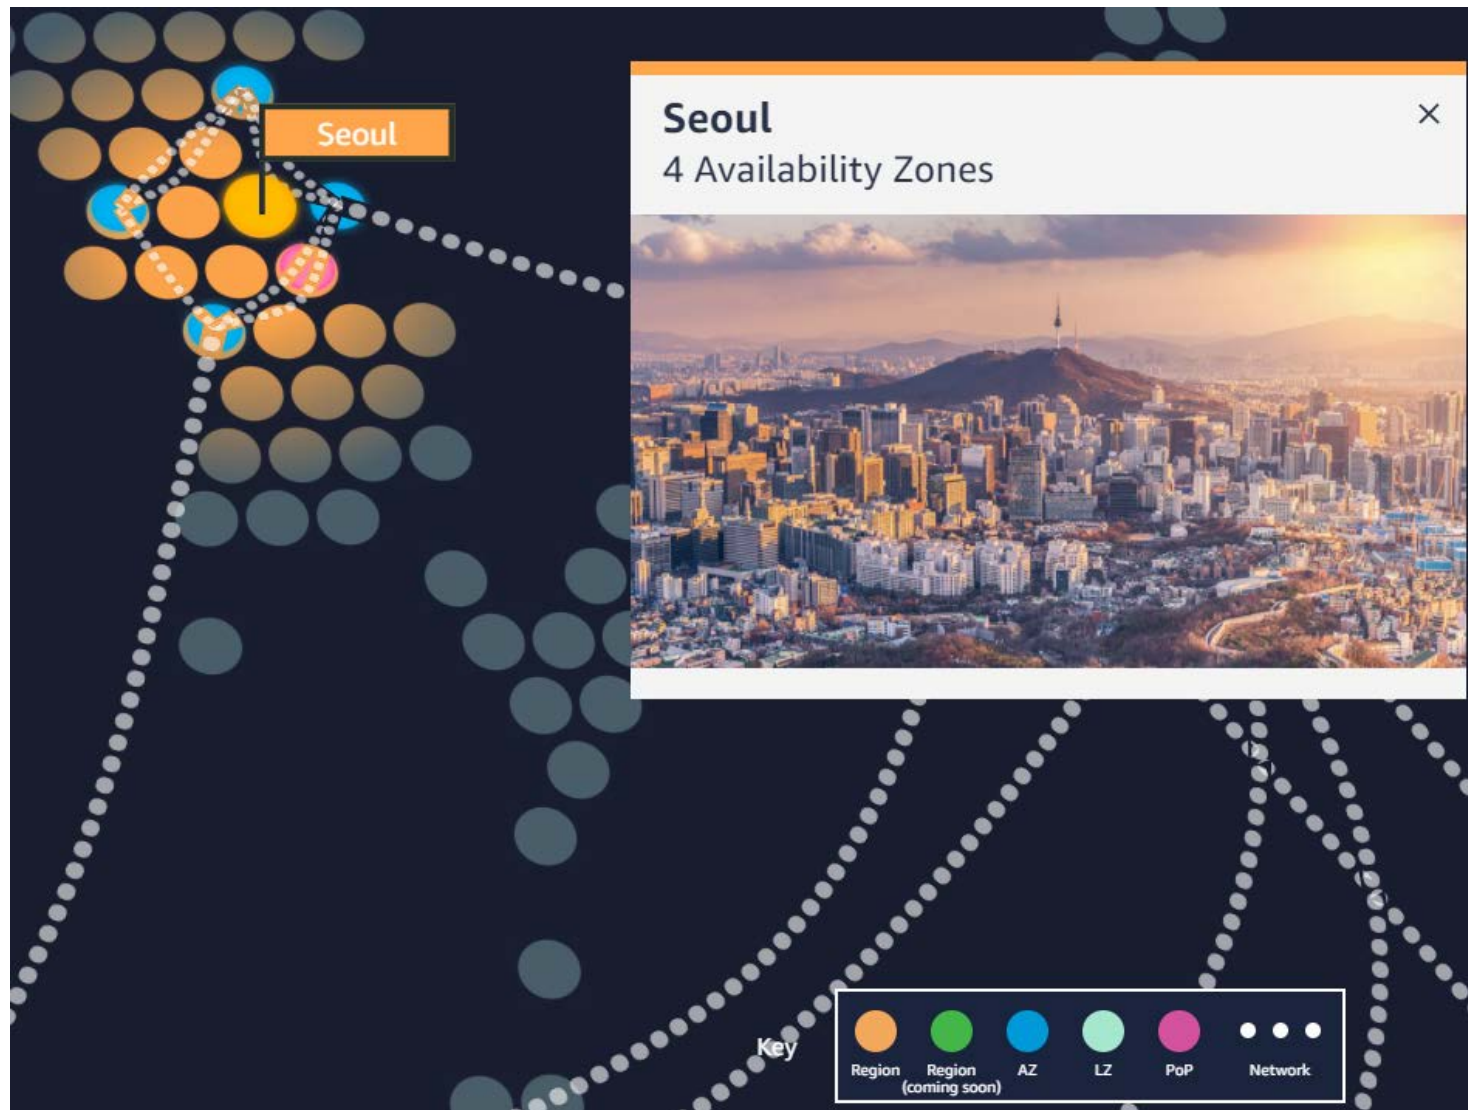 Seoul
Seoul
4 Availability Zones
Key
Region
Region
(coming soon)
AZ
LZ
PoP
Network